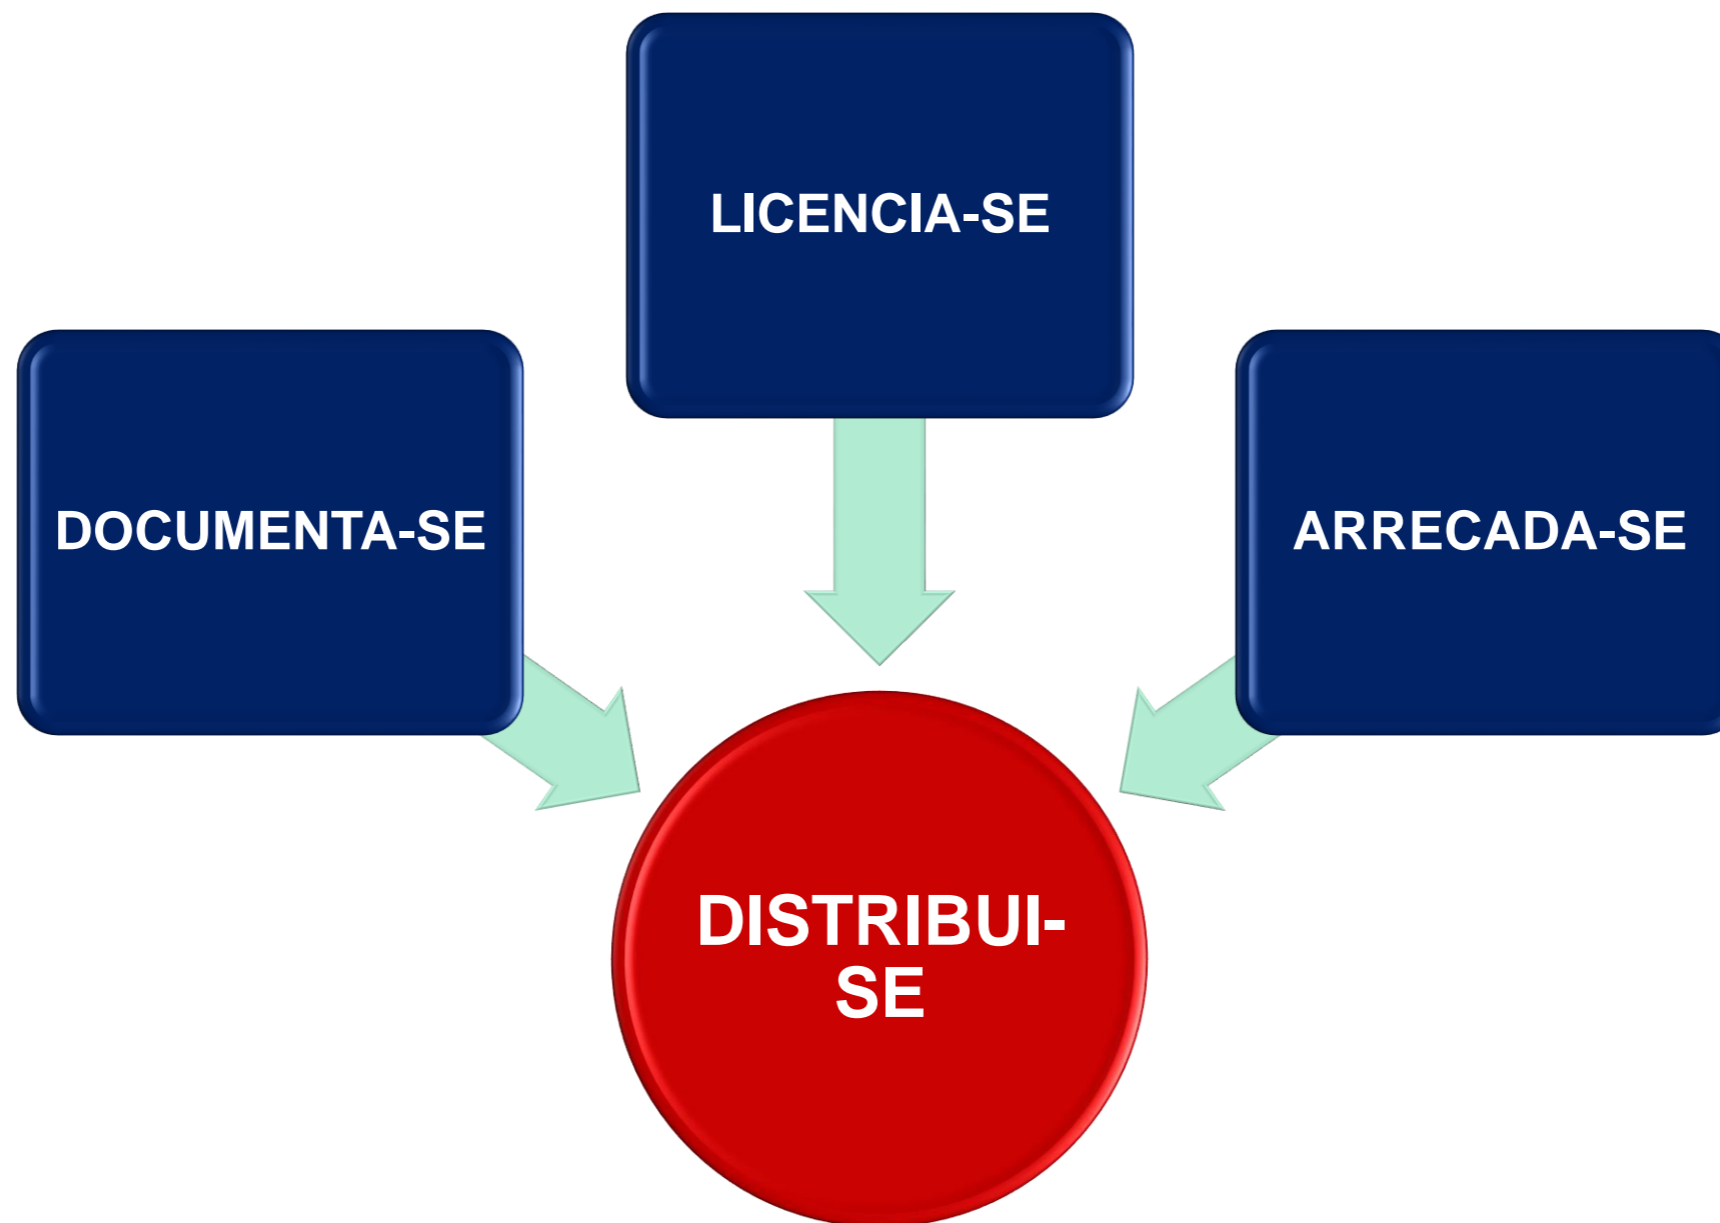 LICENCIA-SE
DOCUMENTA-SE
ARRECADA-SE
DISTRIBUI-
SE